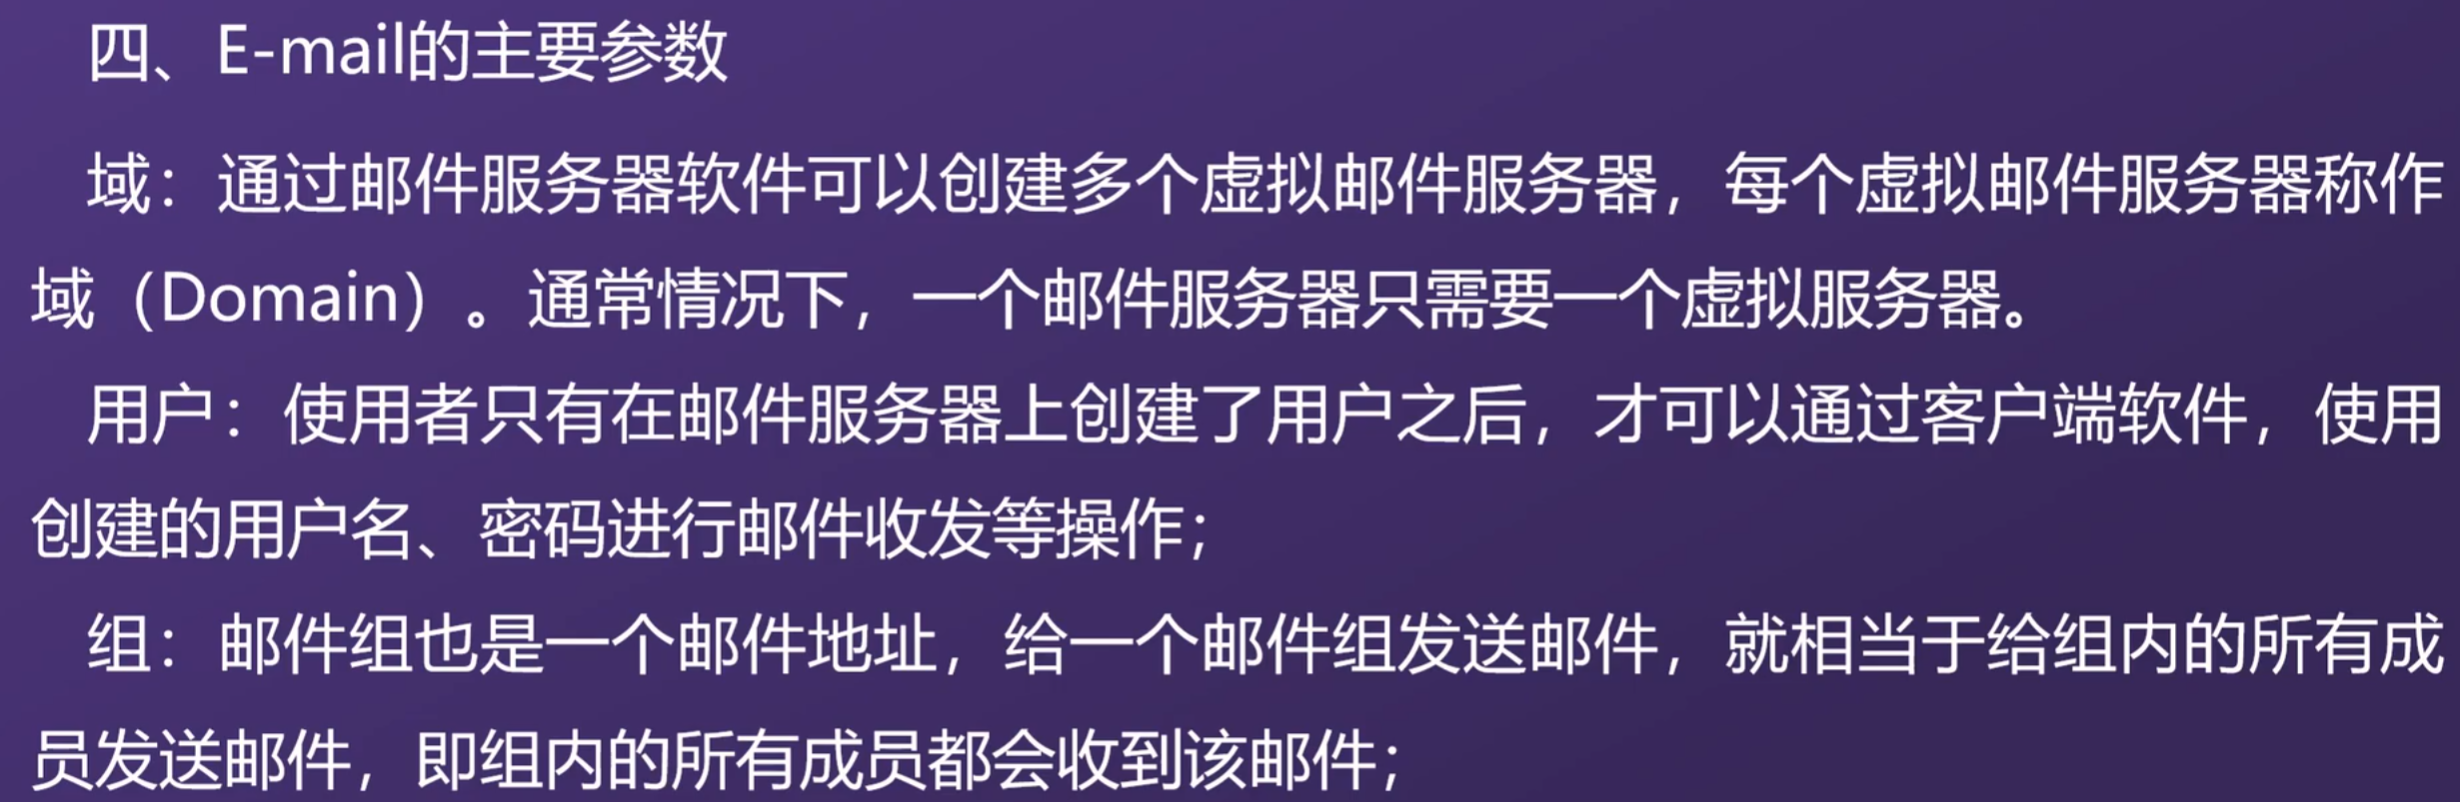 四、E-mail的主要参数
域：通过邮件服务器软件可以创建多个虚拟邮件服务器，每个虚拟邮件服务器称作
域（Domain）。通常情况下，一个邮件服务器只需要一个虚拟服务器。
用户：使用者只有在邮件服务器上创建了用户之后，才可以通过客户端软件，使用
创建的用户名、密码进行邮件收发等操作；
组：邮件组也是一个邮件地址，给一个邮件组发送邮件，就相当于给组内的所有成
员发送邮件，即组内的所有成员都会收到该邮件；